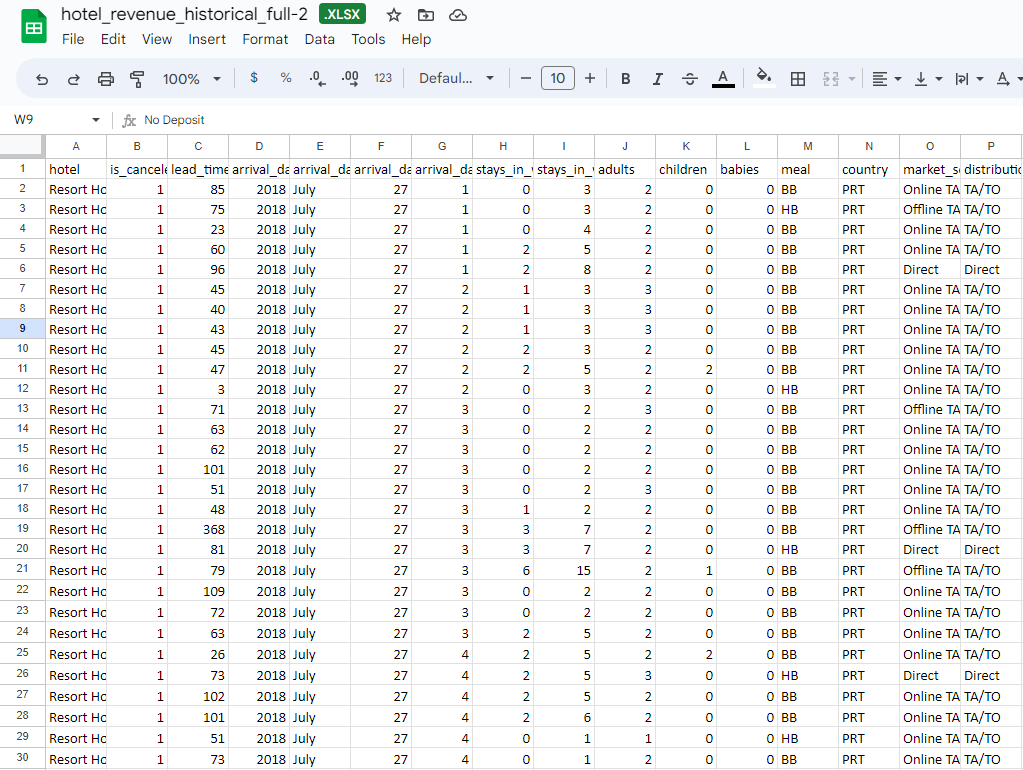 hotel_revenue_historical_full-2 .XLSX
File Edit View Insert Format Data Tools Help
100% $ % .0 .00 123 Defaul... − 10 + B I S A A
W9 fx No Deposit
A B C D E F G H I J K L M N O P
1 hotel is_cancele lead_time arrival_da arrival_da arrival_da arrival_da stays_in_w stays_in_w adults children babies meal country market_se distributio
2 Resort Ho 1 85 2018 July 27 1 0 3 2 0 0 BB PRT Online TA TA/TO
3 Resort Ho 1 75 2018 July 27 1 0 3 2 0 0 HB PRT Offline TA TA/TO
4 Resort Ho 1 23 2018 July 27 1 0 4 2 0 0 BB PRT Online TA TA/TO
5 Resort Ho 1 60 2018 July 27 1 2 5 2 0 0 BB PRT Online TA TA/TO
6 Resort Ho 1 96 2018 July 27 1 2 8 2 0 0 BB PRT Direct Direct
7 Resort Ho 1 45 2018 July 27 2 1 3 3 0 0 BB PRT Online TA TA/TO
8 Resort Ho 1 40 2018 July 27 2 1 3 3 0 0 BB PRT Online TA TA/TO
9 Resort Ho 1 43 2018 July 27 2 1 3 3 0 0 BB PRT Online TA TA/TO
10 Resort Ho 1 45 2018 July 27 2 2 3 2 0 0 BB PRT Online TA TA/TO
11 Resort Ho 1 47 2018 July 27 2 2 5 2 2 0 BB PRT Online TA TA/TO
12 Resort Ho 1 3 2018 July 27 2 0 3 2 0 0 HB PRT Online TA TA/TO
13 Resort Ho 1 71 2018 July 27 3 0 2 3 0 0 BB PRT Offline TA TA/TO
14 Resort Ho 1 63 2018 July 27 3 0 2 2 0 0 BB PRT Online TA TA/TO
15 Resort Ho 1 62 2018 July 27 3 0 2 2 0 0 BB PRT Online TA TA/TO
16 Resort Ho 1 101 2018 July 27 3 0 2 2 0 0 BB PRT Online TA TA/TO
17 Resort Ho 1 51 2018 July 27 3 0 2 3 0 0 BB PRT Online TA TA/TO
18 Resort Ho 1 48 2018 July 27 3 1 2 2 0 0 BB PRT Online TA TA/TO
19 Resort Ho 1 368 2018 July 27 3 3 7 2 0 0 BB PRT Offline TA TA/TO
20 Resort Ho 1 81 2018 July 27 3 3 7 2 0 0 HB PRT Direct Direct
21 Resort Ho 1 79 2018 July 27 3 6 15 2 1 0 BB PRT Offline TA TA/TO
22 Resort Ho 1 109 2018 July 27 3 0 2 2 0 0 BB PRT Online TA TA/TO
23 Resort Ho 1 72 2018 July 27 3 0 2 2 0 0 BB PRT Online TA TA/TO
24 Resort Ho 1 63 2018 July 27 3 2 5 2 0 0 BB PRT Online TA TA/TO
25 Resort Ho 1 26 2018 July 27 4 2 5 2 2 0 BB PRT Online TA TA/TO
26 Resort Ho 1 73 2018 July 27 4 2 5 3 0 0 HB PRT Direct Direct
27 Resort Ho 1 102 2018 July 27 4 2 5 2 0 0 BB PRT Online TA TA/TO
28 Resort Ho 1 101 2018 July 27 4 2 6 2 0 0 BB PRT Online TA TA/TO
29 Resort Ho 1 51 2018 July 27 4 0 1 1 0 0 HB PRT Online TA TA/TO
30 Resort Ho 1 73 2018 July 27 4 0 1 2 0 0 BB PRT Online TA TA/TO